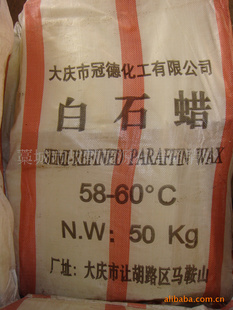 大庆市冠德化工有限公司
白石蜡
SEMI-REFINED PARAFFIN WAX
58-60°C
N.W: 50 Kg
厂址: 大庆市让胡路区马鞍山
alibaba.com.cn